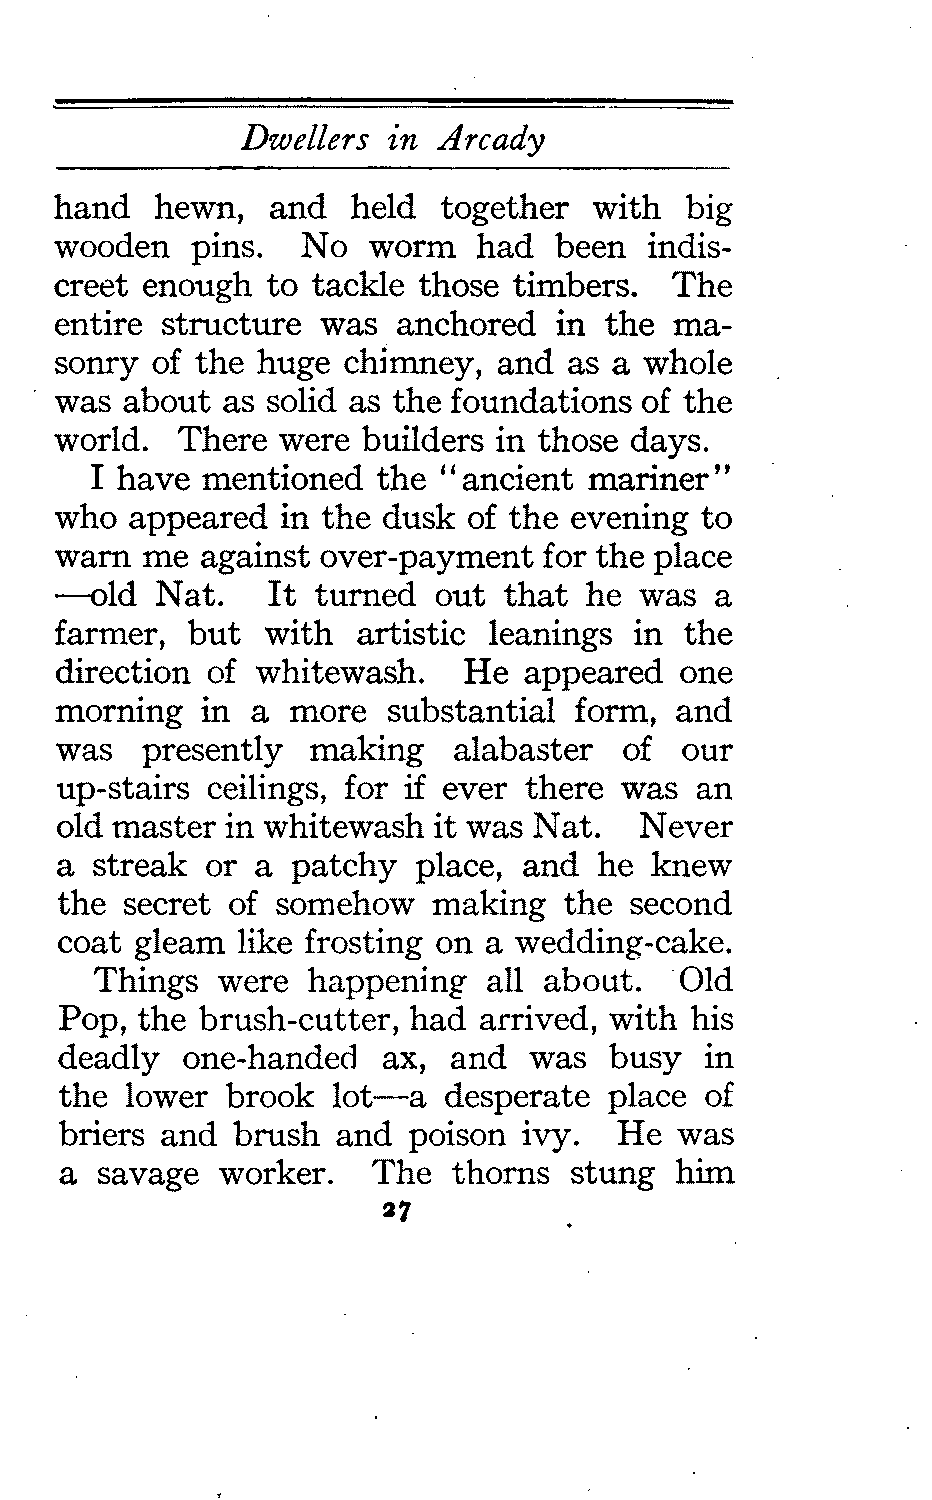 Dwellers in Arcady
hand hewn, and held together with big
wooden pins. No worm had been indis-
creet enough to tackle those timbers. The
entire structure was anchored in the ma-
sonry of the huge chimney, and as a whole
was about as solid as the foundations of the
world. There were builders in those days.
I have mentioned the "ancient mariner"
who appeared in the dusk of the evening to
warn me against over-payment for the place
—old Nat. It turned out that he was a
farmer, but with artistic leanings in the
direction of whitewash. He appeared one
morning in a more substantial form, and
was presently making alabaster of our
up-stairs ceilings, for if ever there was an
old master in whitewash it was Nat. Never
a streak or a patchy place, and he knew
the secret of somehow making the second
coat gleam like frosting on a wedding-cake.
Things were happening all about. Old
Pop, the brush-cutter, had arrived, with his
deadly one-handed ax, and was busy in
the lower brook lot—a desperate place of
briers and brush and poison ivy. He was
a savage worker. The thorns stung him
27